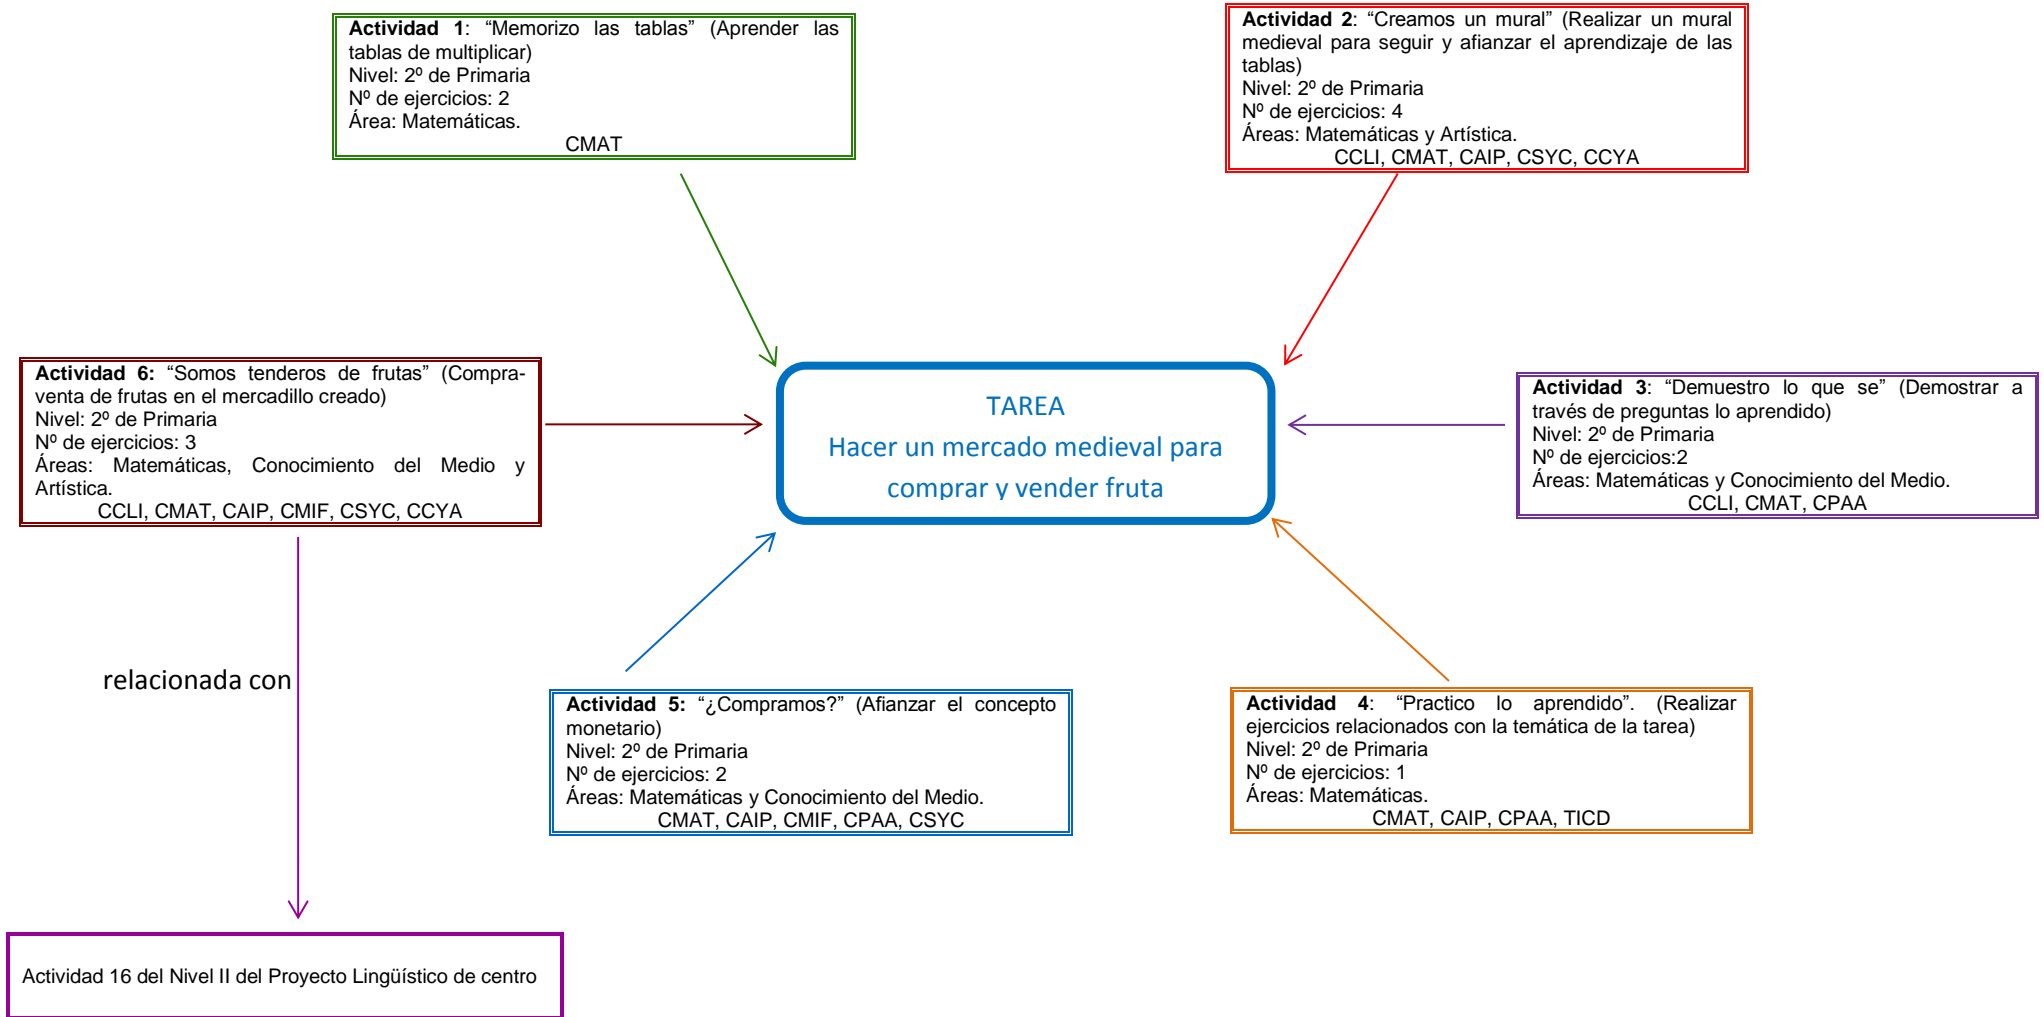 Actividad 1: “Memorizo las tablas” (Aprender las
tablas de multiplicar)
Nivel: 2º de Primaria
Nº de ejercicios: 2
Área: Matemáticas.
CMAT
Actividad 2: “Creamos un mural” (Realizar un mural
medieval para seguir y afianzar el aprendizaje de las
tablas)
Nivel: 2º de Primaria
Nº de ejercicios: 4
Áreas: Matemáticas y Artística.
CCLI, CMAT, CAIP, CSYC, CCYA
Actividad 6: “Somos tenderos de frutas” (Compra-
venta de frutas en el mercadillo creado)
Nivel: 2º de Primaria
Nº de ejercicios: 3
Áreas: Matemáticas, Conocimiento del Medio y
Artística.
CCLI, CMAT, CAIP, CMIF, CSYC, CCYA
TAREA
Hacer un mercado medieval para
comprar y vender fruta
Actividad 3: “Demuestro lo que se” (Demostrar a
través de preguntas lo aprendido)
Nivel: 2º de Primaria
Nº de ejercicios:2
Áreas: Matemáticas y Conocimiento del Medio.
CCLI, CMAT, CPAA
relacionada con
Actividad 5: “¿Compramos?” (Afianzar el concepto
monetario)
Nivel: 2º de Primaria
Nº de ejercicios: 2
Áreas: Matemáticas y Conocimiento del Medio.
CMAT, CAIP, CMIF, CPAA, CSYC
Actividad 4: “Practico lo aprendido”. (Realizar
ejercicios relacionados con la temática de la tarea)
Nivel: 2º de Primaria
Nº de ejercicios: 1
Áreas: Matemáticas.
CMAT, CAIP, CPAA, TICD
Actividad 16 del Nivel II del Proyecto Lingüístico de centro